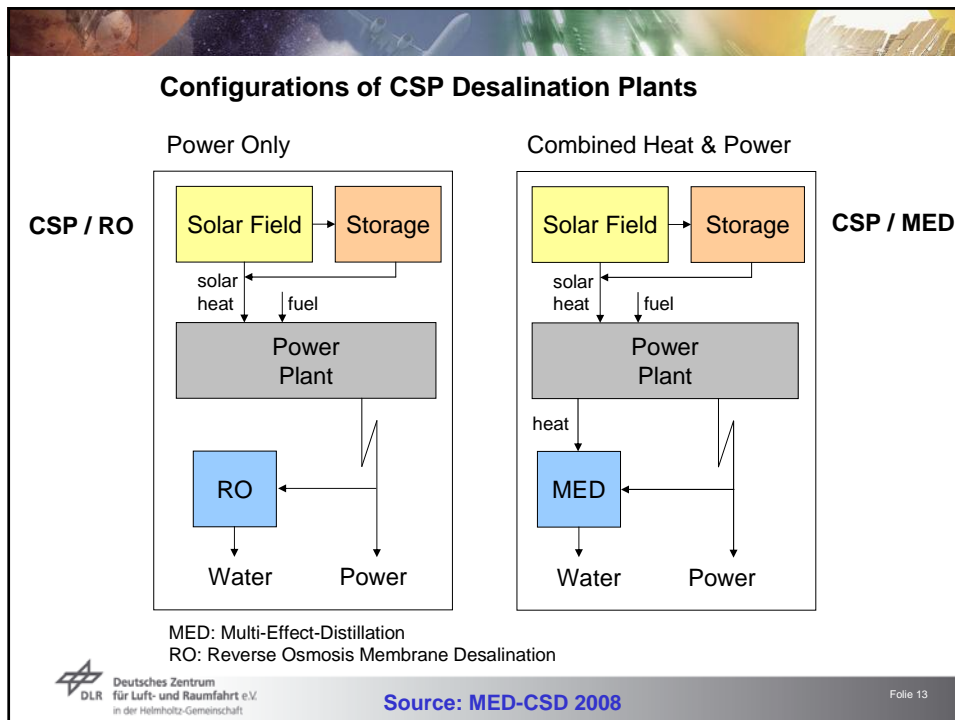 Configurations of CSP Desalination Plants
Power Only
Combined Heat & Power
CSP / RO
Solar Field
Storage
solar
heat
fuel
Power
Plant
RO
Water
Power
Solar Field
Storage
CSP / MED
solar
heat
fuel
Power
Plant
heat
MED
Water
Power
MED: Multi-Effect-Distillation
RO: Reverse Osmosis Membrane Desalination
DLR
Deutsches Zentrum
für Luft- und Raumfahrt e.V.
in der Helmholtz-Gemeinschaft
Source: MED-CSD 2008
Folie 13